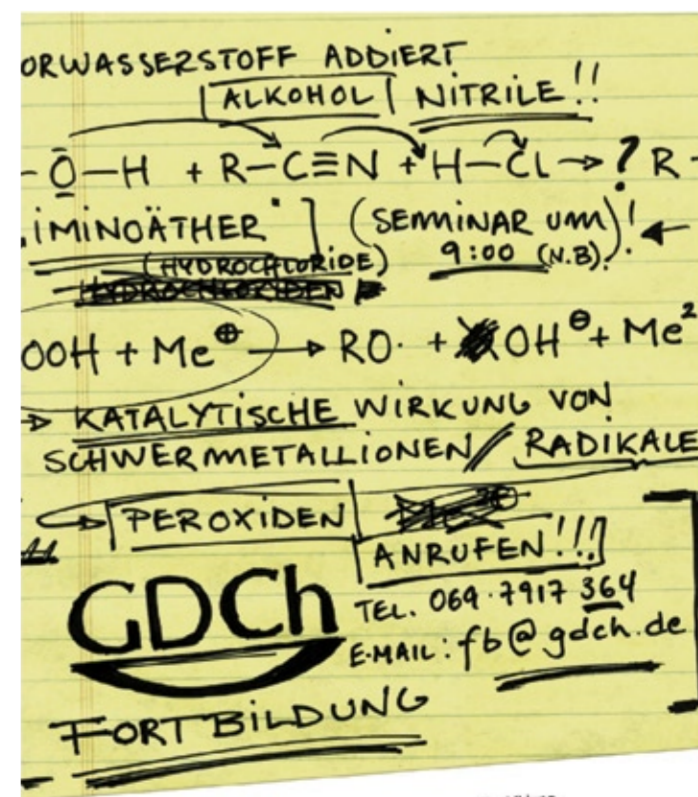 ORWASSERSTOFF ADDIERT
ALKOHOL NITRILE!!
-O-H + R-C≡N + H-Cl → ? R-
IMINOÄTHER" ] (SEMINAR UM)! ←
(HYDROCHLORIDE) 9:00 (N.B)!
HYDROCHLORIDEN
OOH + Me⊕ → RO· + OH⊖ + Me2
→ KATALYTISCHE WIRKUNG VON
SCHWERMETALLIONEN // RADIKALE
PEROXIDEN
ANRUFEN!!!
GDCh
TEL. 069·7917 364
E-MAIL: fb@gdch.de
FORTBILDUNG